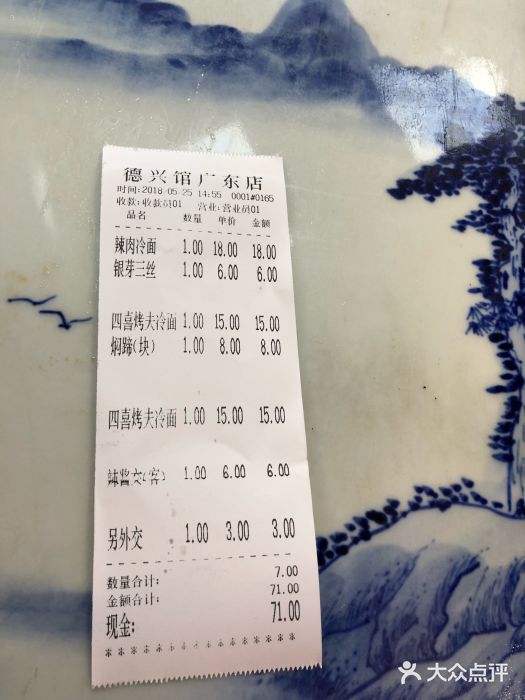 德兴馆广东店
时间:2018-05-25 14:55 0001#0165
收款:收款员01 营业:营业员01
品名 数量 单价 金额
辣肉冷面 1.00 18.00 18.00
银芽三丝 1.00 6.00 6.00
四喜烤夫冷面 1.00 15.00 15.00
焖蹄(块) 1.00 8.00 8.00
四喜烤夫冷面 1.00 15.00 15.00
辣酱交(客) 1.00 6.00 6.00
另外交 1.00 3.00 3.00
数量合计: 7.00
金额合计: 71.00
现金: 71.00
* * * * * * * * * * * * * * * * * *
大众点评